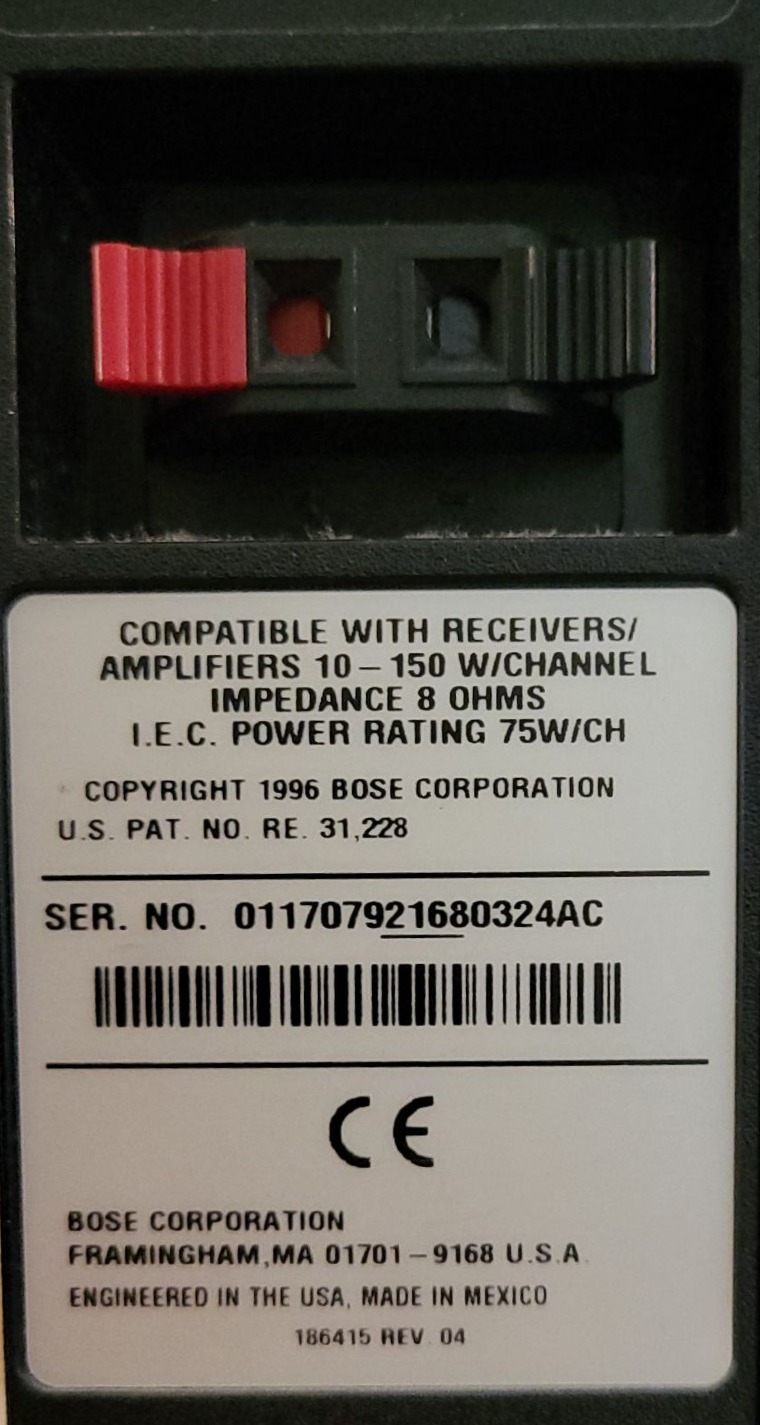 COMPATIBLE WITH RECEIVERS/
AMPLIFIERS 10 – 150 W/CHANNEL
IMPEDANCE 8 OHMS
I.E.C. POWER RATING 75W/CH
COPYRIGHT 1996 BOSE CORPORATION
U.S. PAT. NO. RE. 31,228
SER. NO. 011707921680324AC
CE
BOSE CORPORATION
FRAMINGHAM,MA 01701 – 9168 U.S.A.
ENGINEERED IN THE USA, MADE IN MEXICO
186415 REV. 04